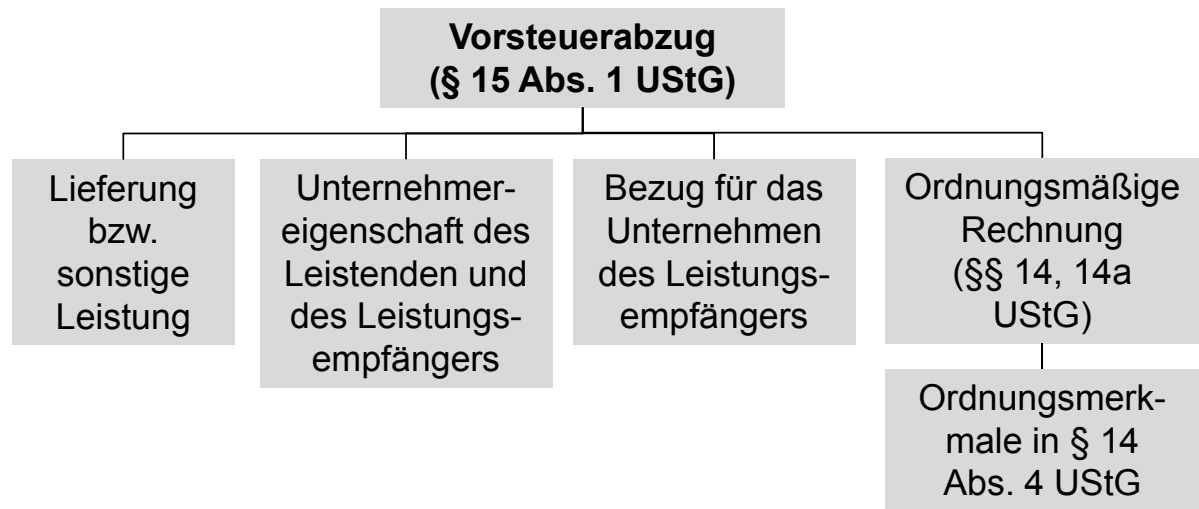 Vorsteuerabzug
(§ 15 Abs. 1 UStG)
Lieferung
bzw.
sonstige
Leistung
Unternehmer-
eigenschaft des
Leistenden und
des Leistungs-
empfängers
Bezug für das
Unternehmen
des Leistungs-
empfängers
Ordnungsmäßige
Rechnung
(§§ 14, 14a
UStG)
Ordnungsmerk-
male in § 14
Abs. 4 UStG